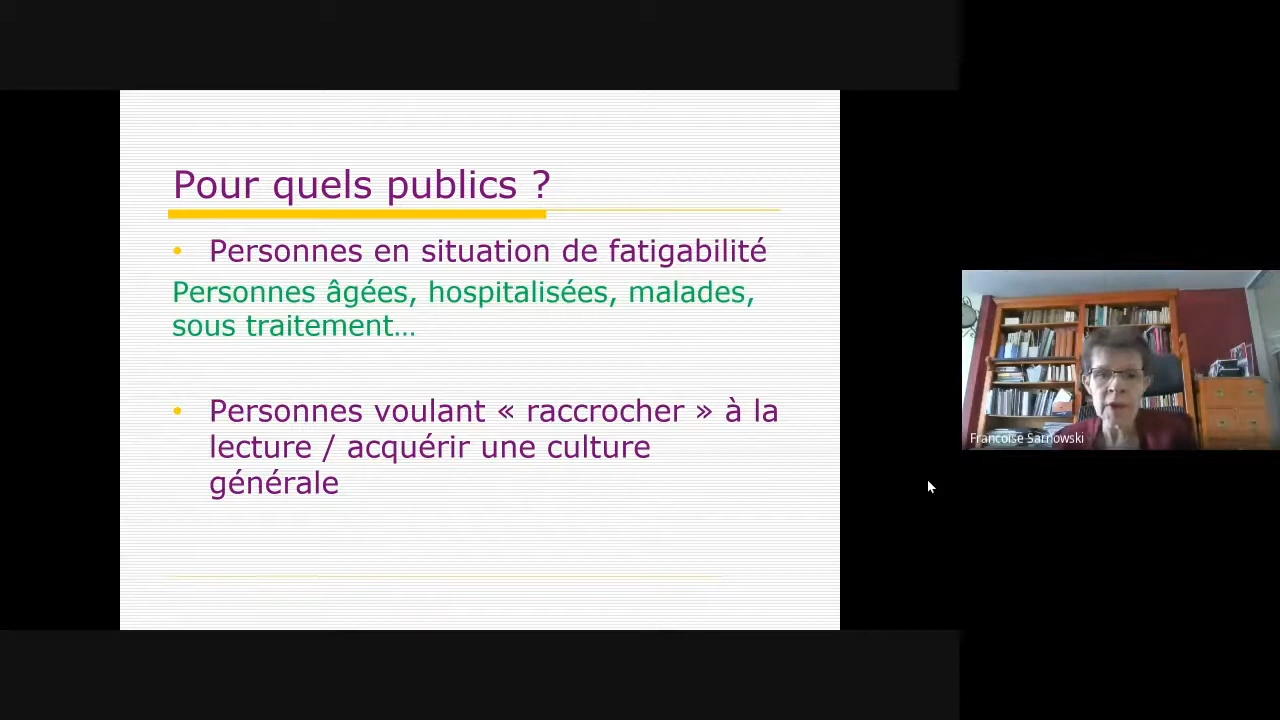 Pour quels publics ?
• Personnes en situation de fatigabilité
Personnes âgées, hospitalisées, malades,
sous traitement…
• Personnes voulant « raccrocher » à la
lecture / acquérir une culture
générale
Francoise Sarnowski